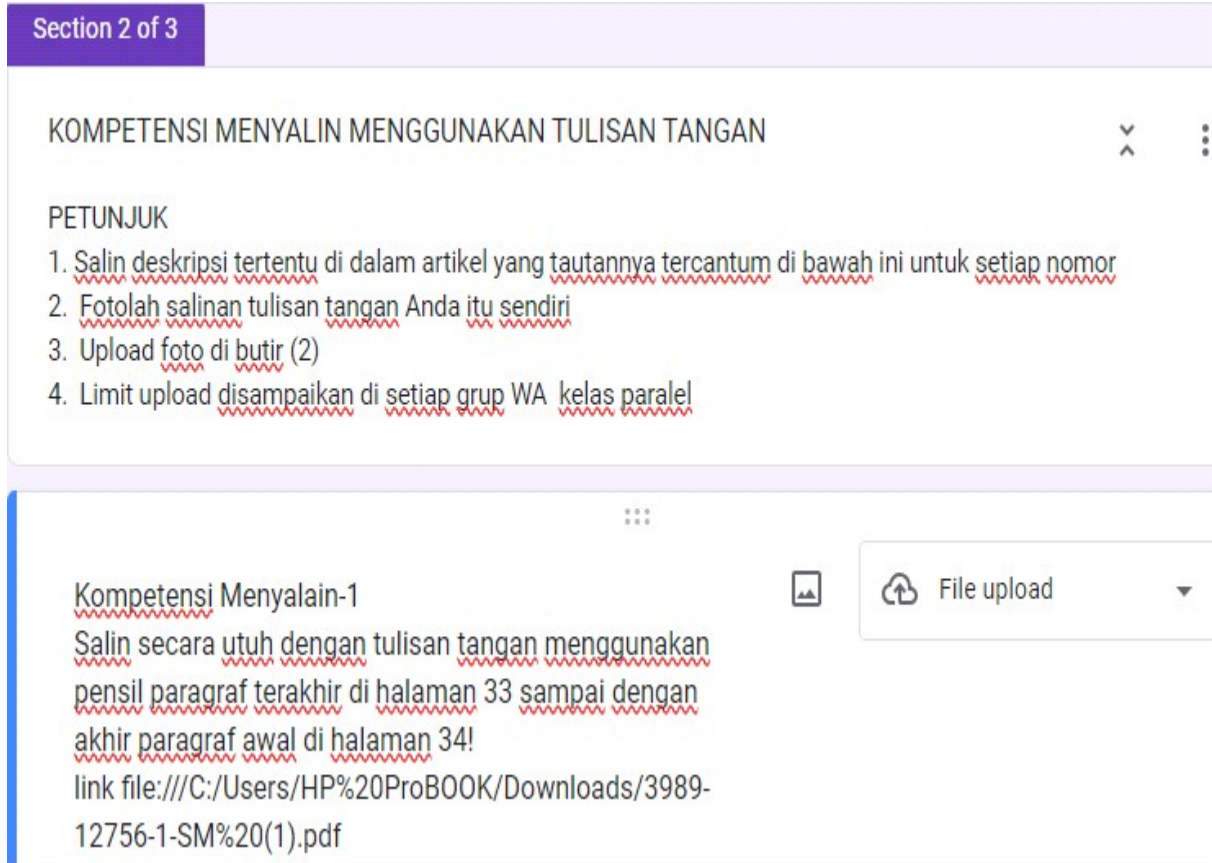 Section 2 of 3
KOMPETENSI MENYALIN MENGGUNAKAN TULISAN TANGAN
PETUNJUK
1. Salin deskripsi tertentu di dalam artikel yang tautannya tercantum di bawah ini untuk setiap nomor
2. Fotolah salinan tulisan tangan Anda itu sendiri
3. Upload foto di butir (2)
4. Limit upload disampaikan di setiap grup WA kelas paralel
Kompetensi Menyalain-1
File upload
Salin secara utuh dengan tulisan tangan menggunakan
pensil paragraf terakhir di halaman 33 sampai dengan
akhir paragraf awal di halaman 34!
link file:///C:/Users/HP%20ProBOOK/Downloads/3989-
12756-1-SM%20(1).pdf